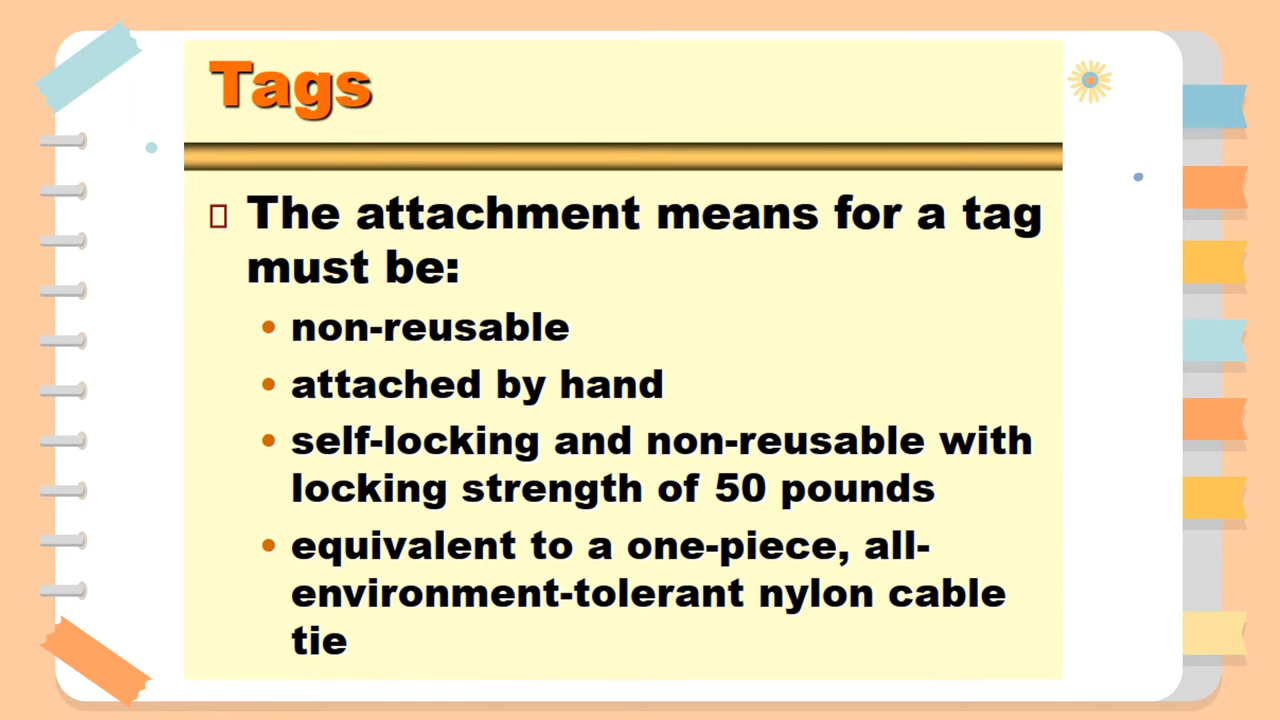 Tags
The attachment means for a tag
must be:
• non-reusable
• attached by hand
• self-locking and non-reusable with
locking strength of 50 pounds
• equivalent to a one-piece, all-
environment-tolerant nylon cable
tie